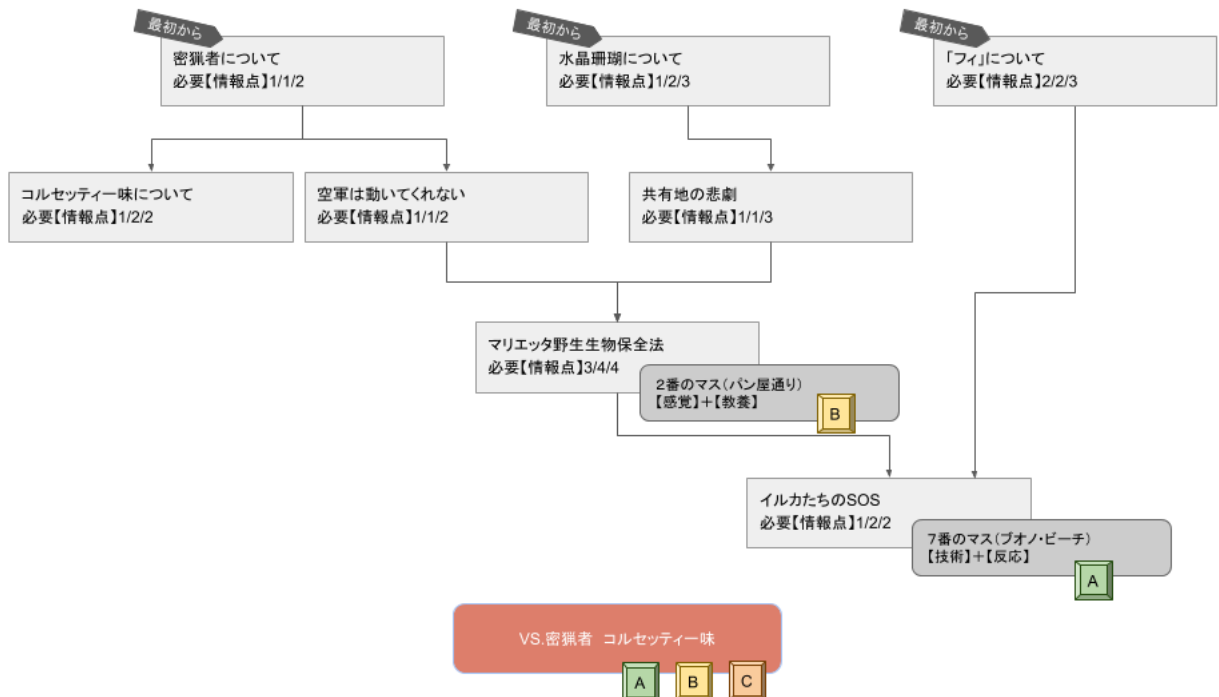 最初から
密猟者について
必要【情報点】1/1/2
最初から
水晶珊瑚について
必要【情報点】1/2/3
最初から
「フィ」について
必要【情報点】2/2/3
コルセッティ一味について
必要【情報点】1/2/2
空軍は動いてくれない
必要【情報点】1/1/2
共有地の悲劇
必要【情報点】1/1/3
マリエッタ野生生物保全法
必要【情報点】3/4/4
2番のマス(パン屋通り)
【感覚】+【教養】
B
イルカたちのSOS
必要【情報点】1/2/2
7番のマス(ブオノ・ビーチ)
【技術】+【反応】
A
VS.密猟者 コルセッティ一味
A
B
C